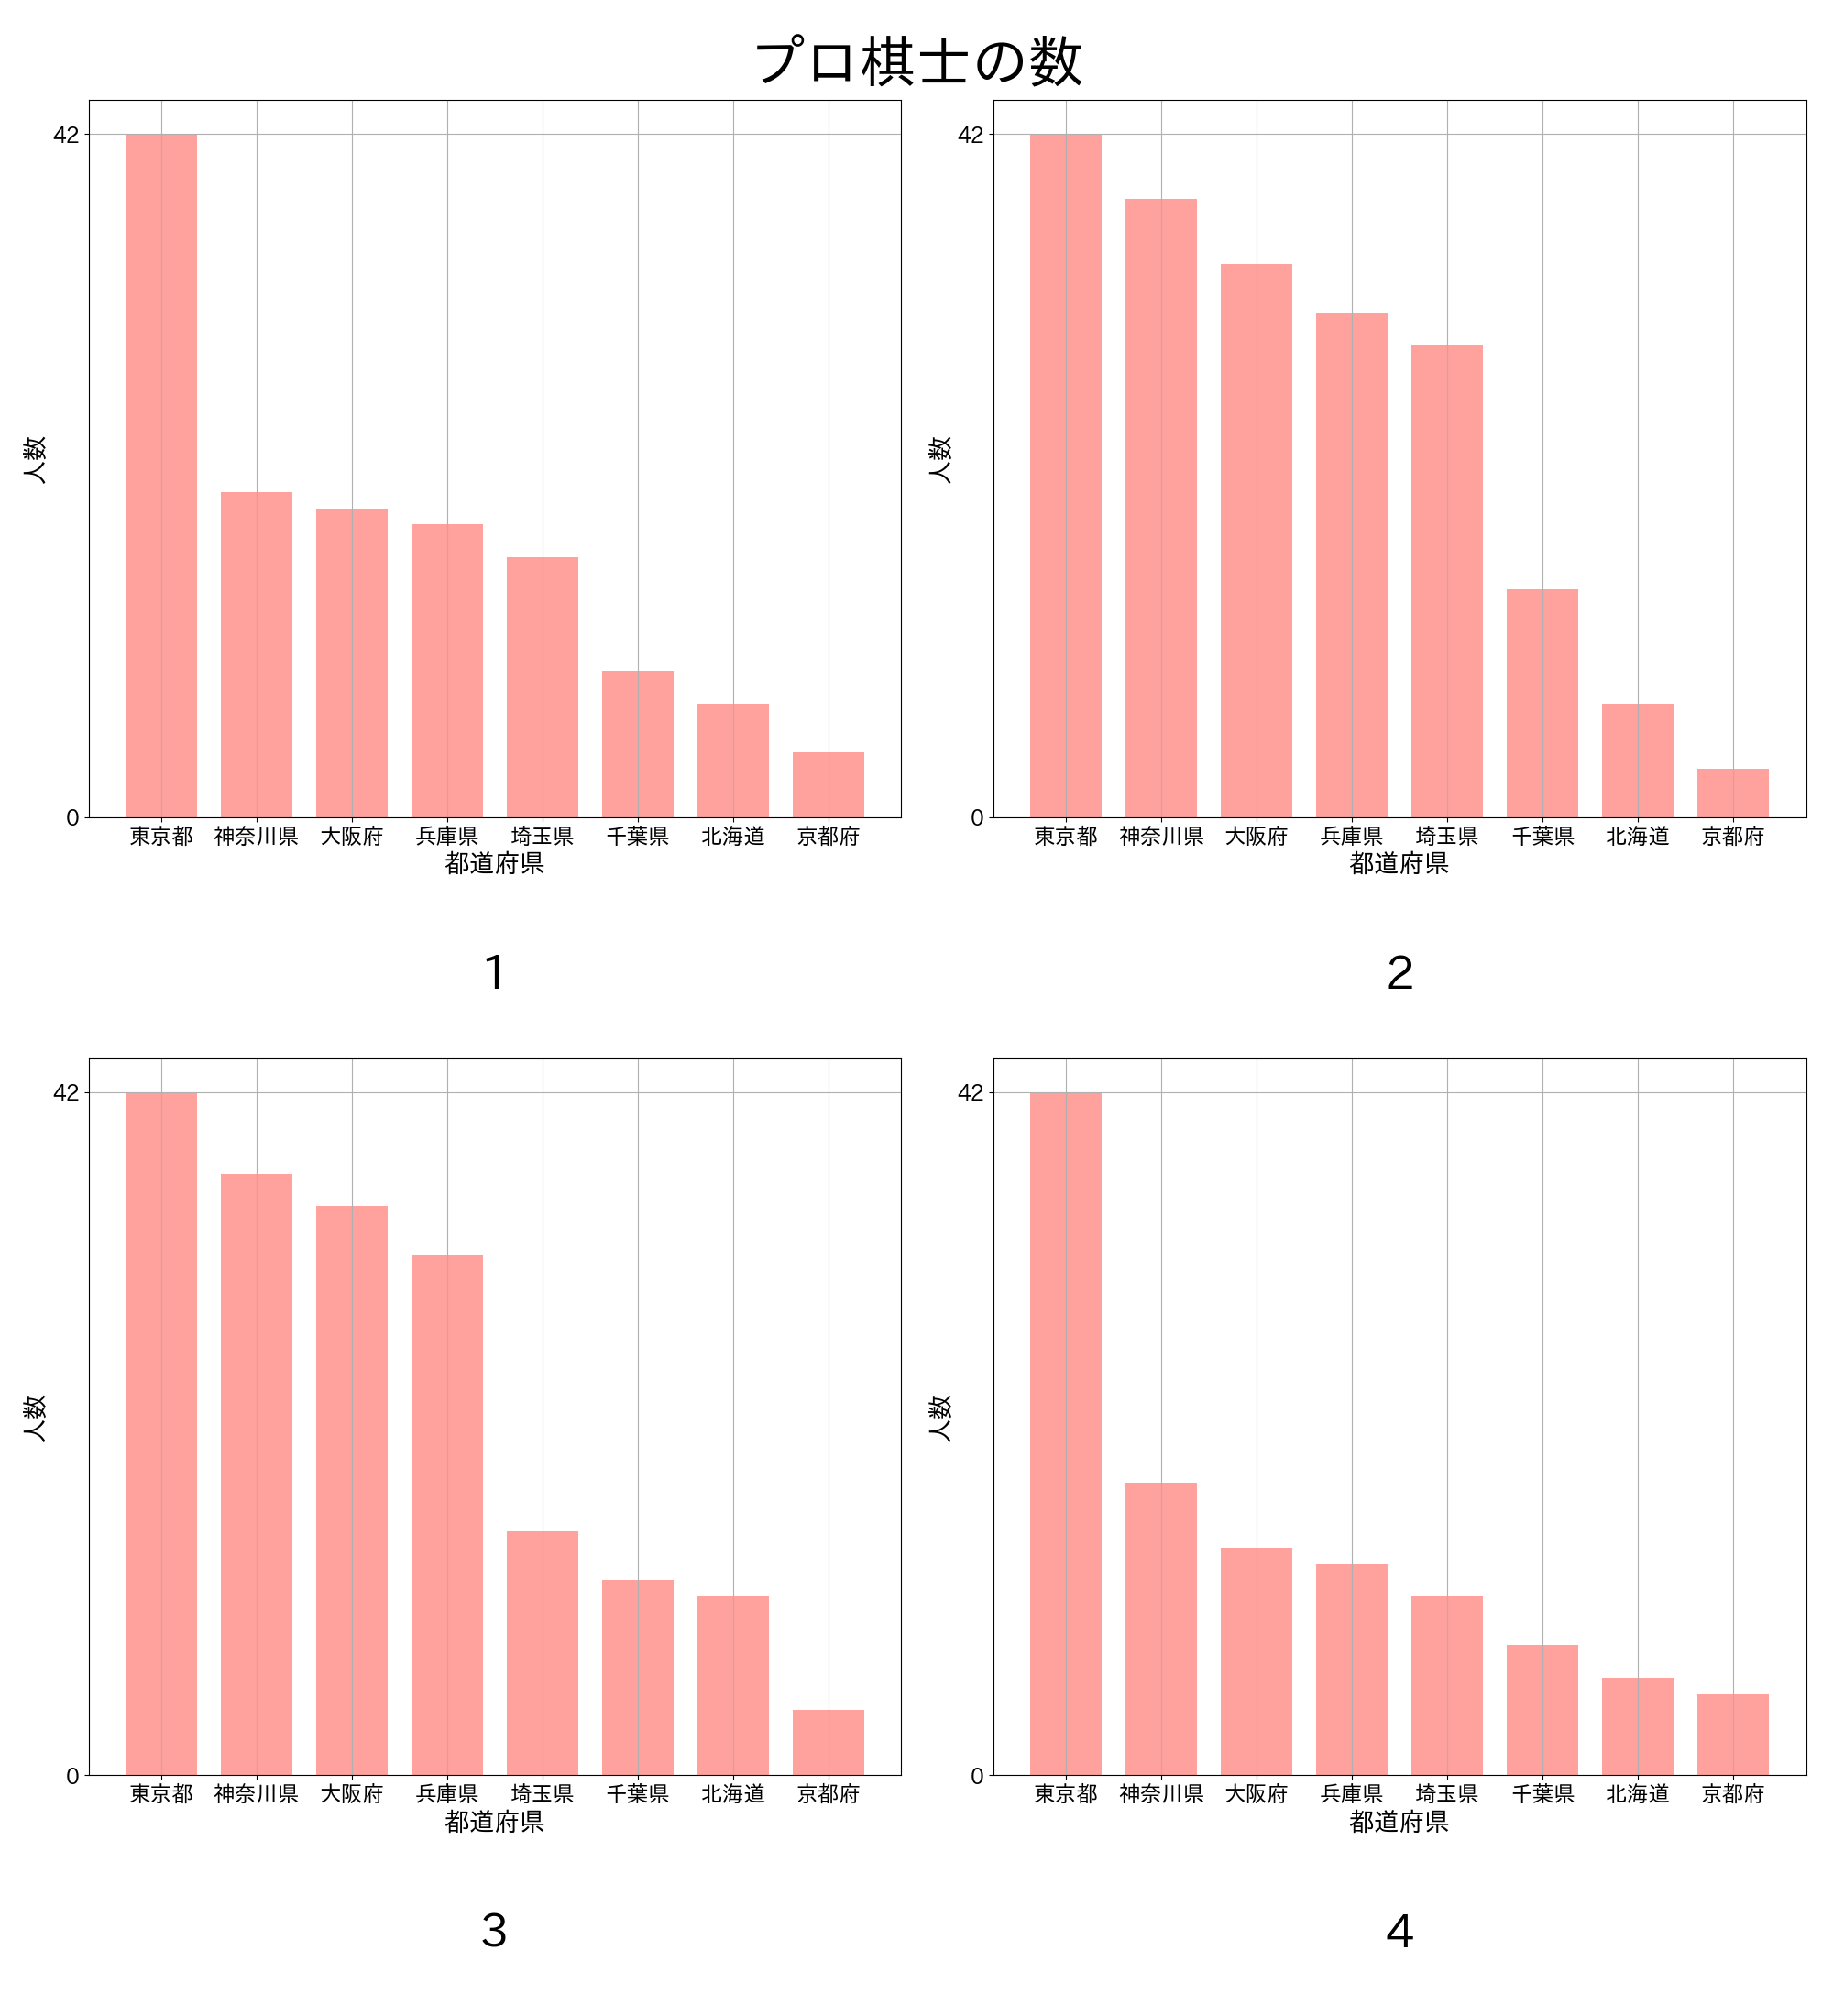 プロ棋士の数
42
0
人数
東京都 神奈川県 大阪府 兵庫県 埼玉県 千葉県 北海道 京都府
都道府県
1
42
0
人数
東京都 神奈川県 大阪府 兵庫県 埼玉県 千葉県 北海道 京都府
都道府県
2
42
0
人数
東京都 神奈川県 大阪府 兵庫県 埼玉県 千葉県 北海道 京都府
都道府県
3
42
0
人数
東京都 神奈川県 大阪府 兵庫県 埼玉県 千葉県 北海道 京都府
都道府県
4